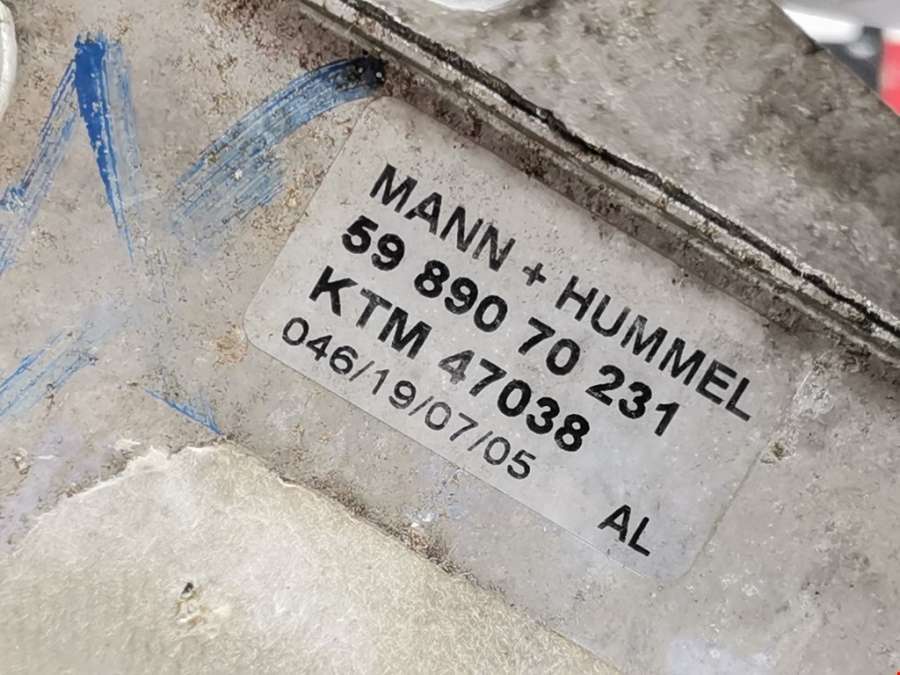 MANN + HUMMEL
59 890 70 231
KTM 47038
046/19/07/05
AL